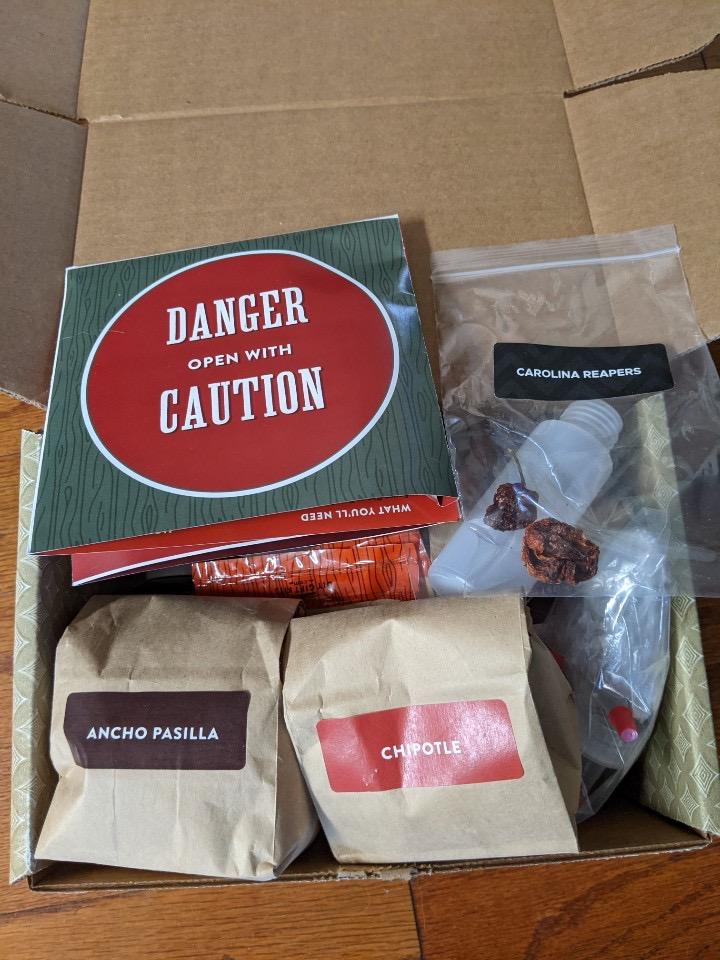 DANGER
OPEN WITH
CAUTION
CAROLINA REAPERS
WHAT YOU'LL NEED
ANCHO PASILLA
CHIPOTLE